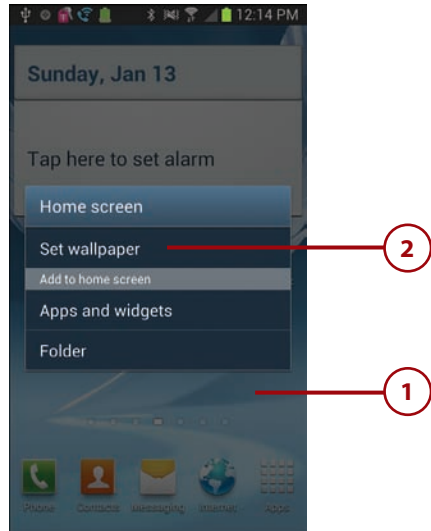 12:14 PM
Sunday, Jan 13
Tap here to set alarm
Home screen
Set wallpaper
2
Add to home screen
Apps and widgets
Folder
1
Phone Contacts Messaging Internet Apps